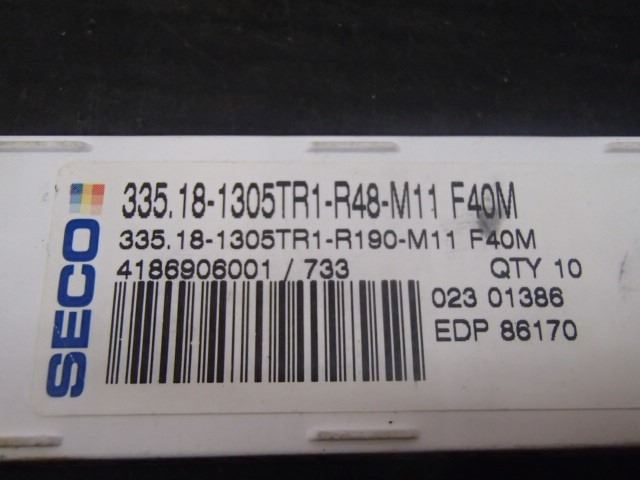 SECO
335.18-1305TR1-R48-M11 F40M
335.18-1305TR1-R190-M11 F40M
4186906001 / 733 QTY 10
023 01386
EDP 86170